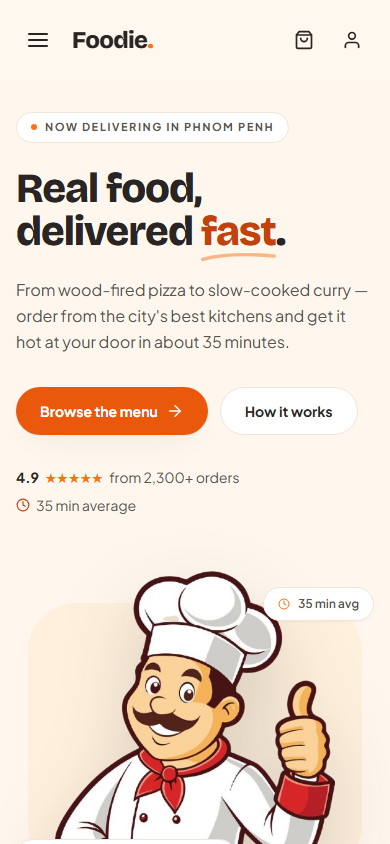 Foodie.
NOW DELIVERING IN PHNOM PENH
Real food,
delivered fast.
From wood-fired pizza to slow-cooked curry —
order from the city's best kitchens and get it
hot at your door in about 35 minutes.
Browse the menu →
How it works
4.9 ★★★★★ from 2,300+ orders
35 min average
35 min avg